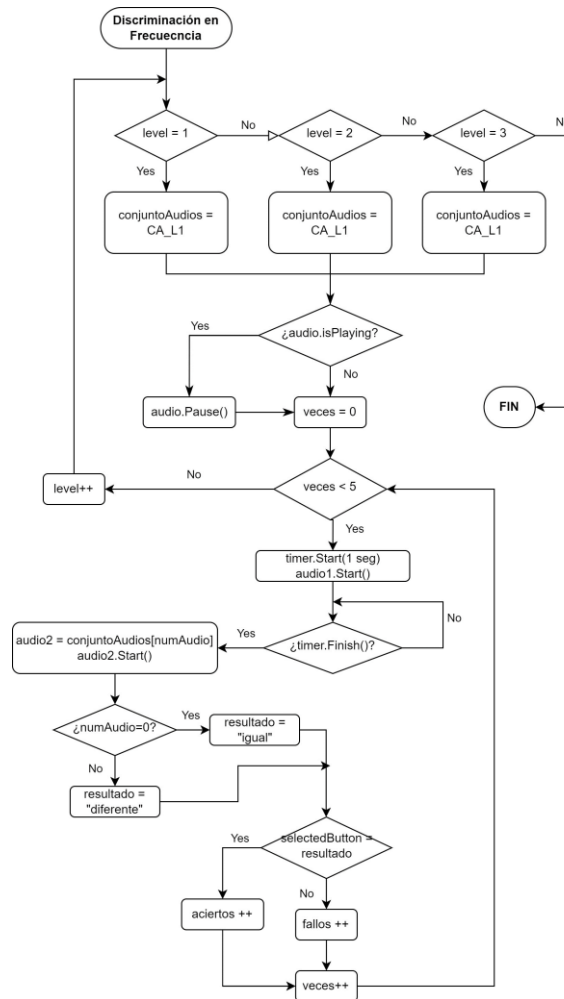 Discriminación en
Frecuecncia
level = 1
No
level = 2
No
level = 3
No
Yes
Yes
Yes
conjuntoAudios =
CA_L1
conjuntoAudios =
CA_L1
conjuntoAudios =
CA_L1
¿audio.isPlaying?
Yes
No
audio.Pause()
veces = 0
FIN
level++
No
veces < 5
Yes
timer.Start(1 seg)
audio1.Start()
No
audio2 = conjuntoAudios[numAudio]
audio2.Start()
Yes
¿timer.Finish()?
¿numAudio=0?
Yes
resultado =
"igual"
No
resultado =
"diferente"
selectedButton =
resultado
Yes
No
aciertos ++
fallos ++
veces++